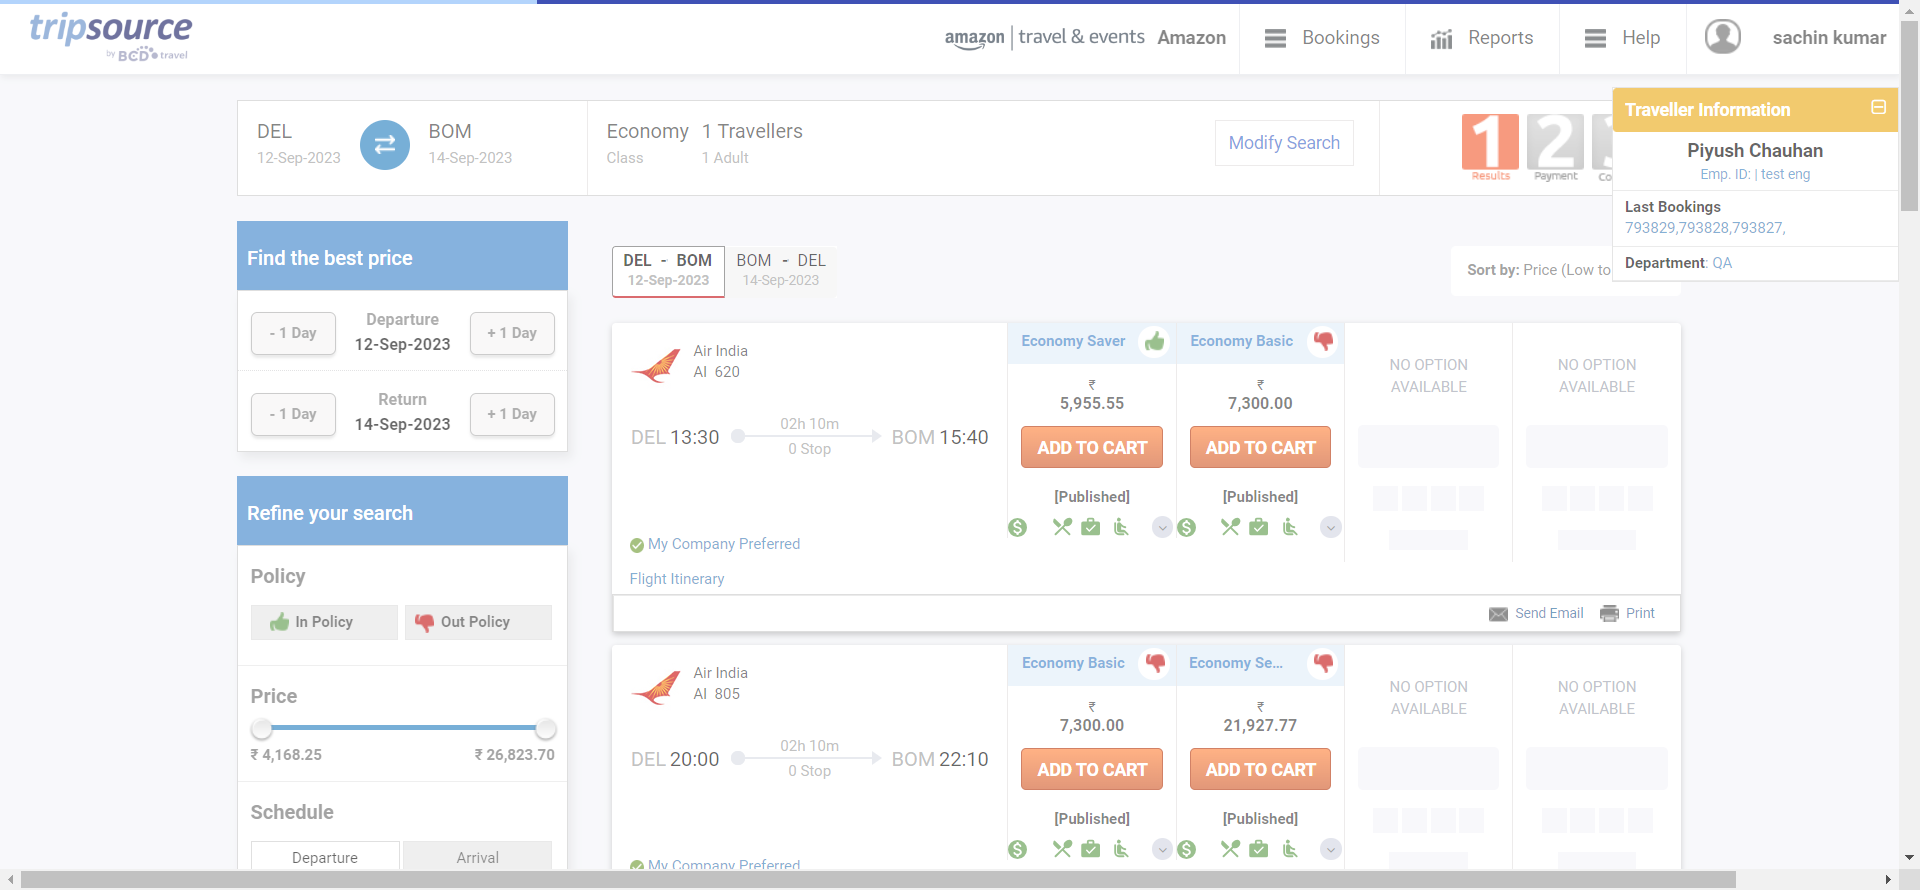 tripsource
by BCD travel
amazon travel & events Amazon
Bookings
Reports
Help
sachin kumar
DEL
12-Sep-2023
BOM
14-Sep-2023
Economy
Class
1 Travellers
1 Adult
Modify Search
1
Results
2
Payment
Co
Traveller Information
Piyush Chauhan
Emp. ID: | test eng
Last Bookings
793829,793828,793827,
Department: QA
Find the best price
- 1 Day
Departure
12-Sep-2023
+ 1 Day
- 1 Day
Return
14-Sep-2023
+ 1 Day
Refine your search
Policy
In Policy
Out Policy
Price
₹ 4,168.25
₹ 26,823.70
Schedule
Departure
Arrival
DEL - BOM
12-Sep-2023
BOM - DEL
14-Sep-2023
Sort by: Price (Low to
Air India
AI 620
DEL 13:30
02h 10m
0 Stop
BOM 15:40
My Company Preferred
Flight Itinerary
Economy Saver
₹
5,955.55
ADD TO CART
[Published]
Economy Basic
₹
7,300.00
ADD TO CART
[Published]
NO OPTION
AVAILABLE
NO OPTION
AVAILABLE
Send Email
Print
Air India
AI 805
DEL 20:00
02h 10m
0 Stop
BOM 22:10
My Company Preferred
Economy Basic
₹
7,300.00
ADD TO CART
[Published]
Economy Se...
₹
21,927.77
ADD TO CART
[Published]
NO OPTION
AVAILABLE
NO OPTION
AVAILABLE